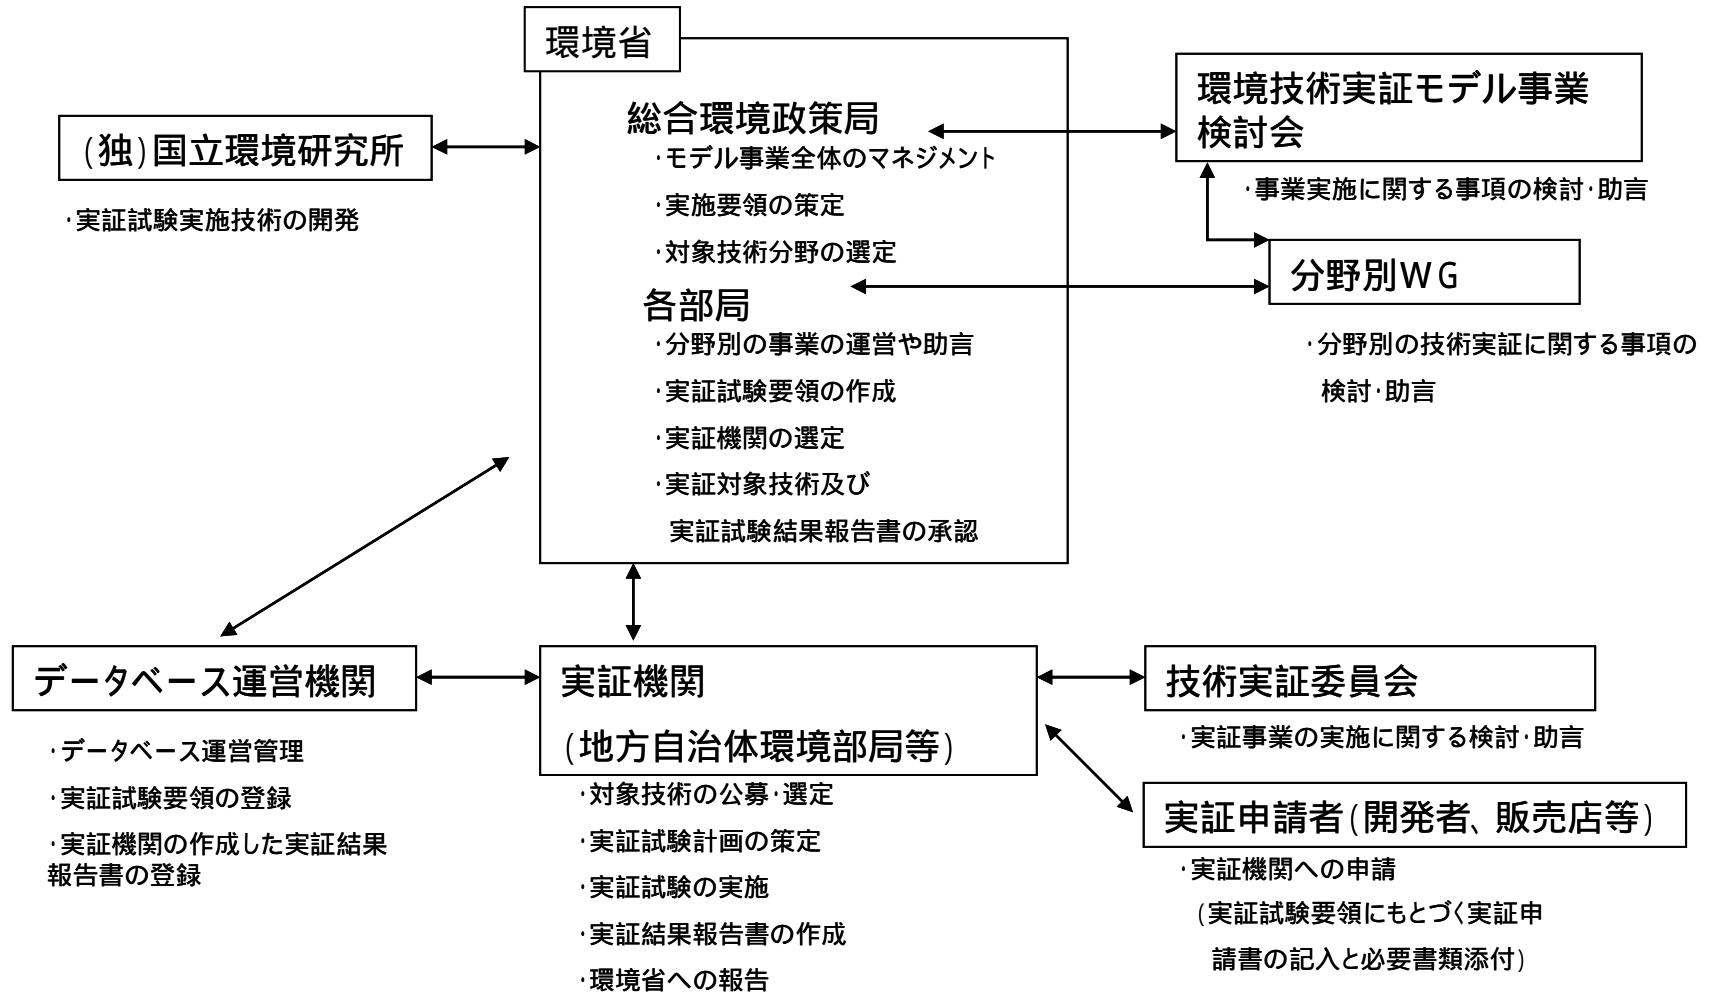 環境省
総合環境政策局
・モデル事業全体のマネジメント
・実施要領の策定
・対象技術分野の選定
各部局
・分野別の事業の運営や助言
・実証試験要領の作成
・実証機関の選定
・実証対象技術及び
実証試験結果報告書の承認
(独)国立環境研究所
・実証試験実施技術の開発
環境技術実証モデル事業
検討会
・事業実施に関する事項の検討・助言
分野別WG
・分野別の技術実証に関する事項の
検討・助言
データベース運営機関
・データベース運営管理
・実証試験要領の登録
・実証機関の作成した実証結果
報告書の登録
実証機関
(地方自治体環境部局等)
・対象技術の公募・選定
・実証試験計画の策定
・実証試験の実施
・実証結果報告書の作成
・環境省への報告
技術実証委員会
・実証事業の実施に関する検討・助言
実証申請者(開発者、販売店等)
・実証機関への申請
(実証試験要領にもとづく実証申
請書の記入と必要書類添付)